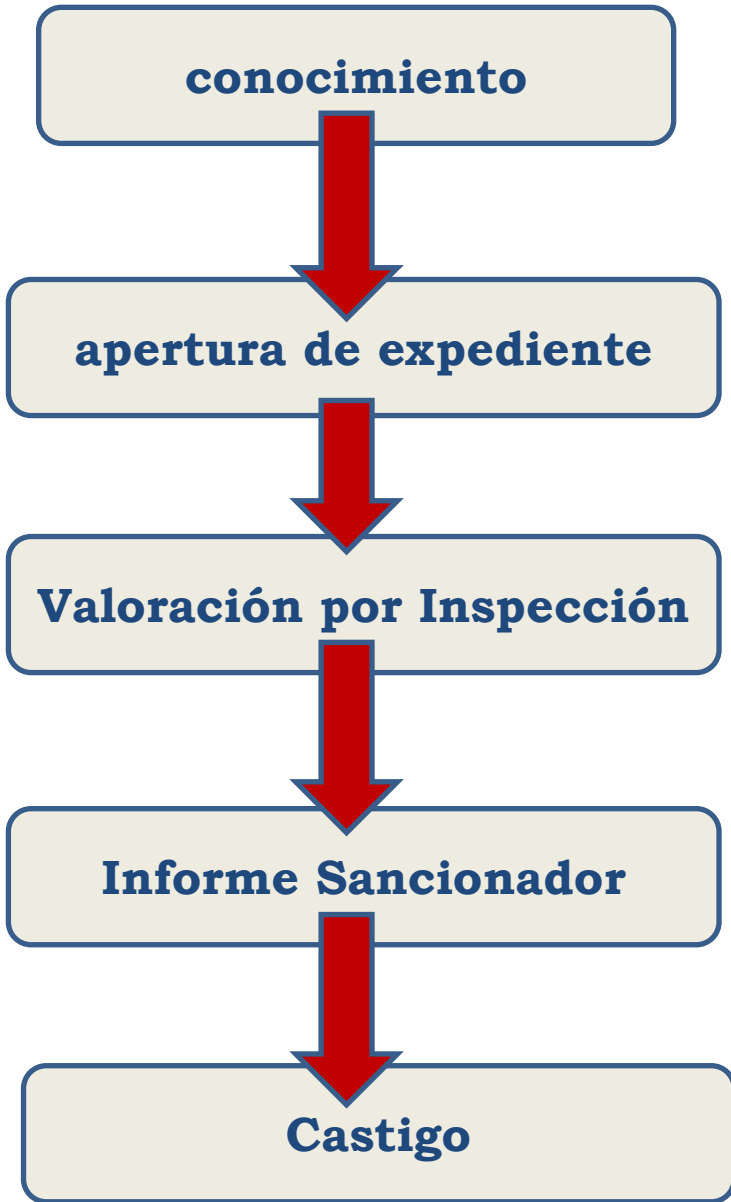 conocimiento
apertura de expediente
Valoración por Inspección
Informe Sancionador
Castigo